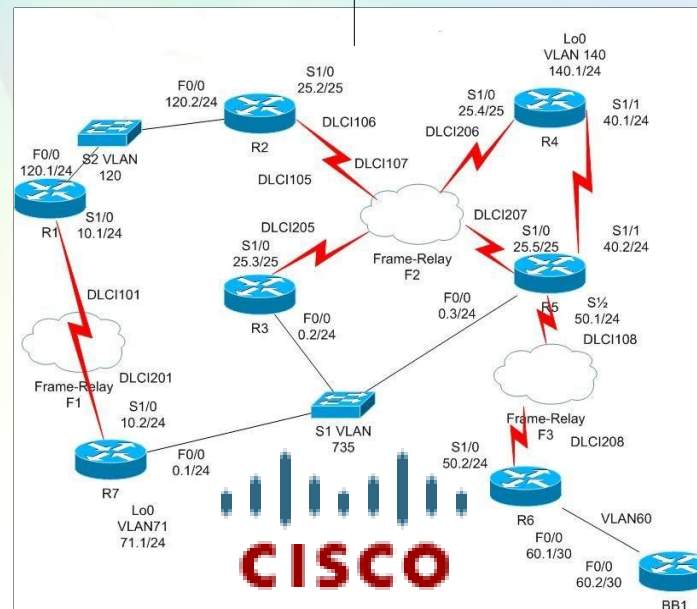 Lo0
VLAN 140
140.1/24
S1/0
25.2/25
F0/0
120.2/24
S1/0
25.4/25
S1/1
40.1/24
R4
DLCI106
DLCI206
R2
S2 VLAN
120
F0/0
120.1/24
DLCI107
DLCI105
R1
S1/0
10.1/24
DLCI205
DLCI207
S1/0
25.5/25
S1/1
40.2/24
S1/0
25.3/25
Frame-Relay
F2
R3
R5
F0/0
0.2/24
F0/0
0.3/24
S½
50.1/24
DLCI101
DLCI108
Frame-Relay
F1
DLCI201
S1/0
10.2/24
S1 VLAN
735
Frame-Relay
F3
DLCI208
R7
F0/0
0.1/24
S1/0
50.2/24
Lo0
VLAN71
71.1/24
R6
VLAN60
F0/0
60.1/30
F0/0
60.2/30
BB1
CISCO